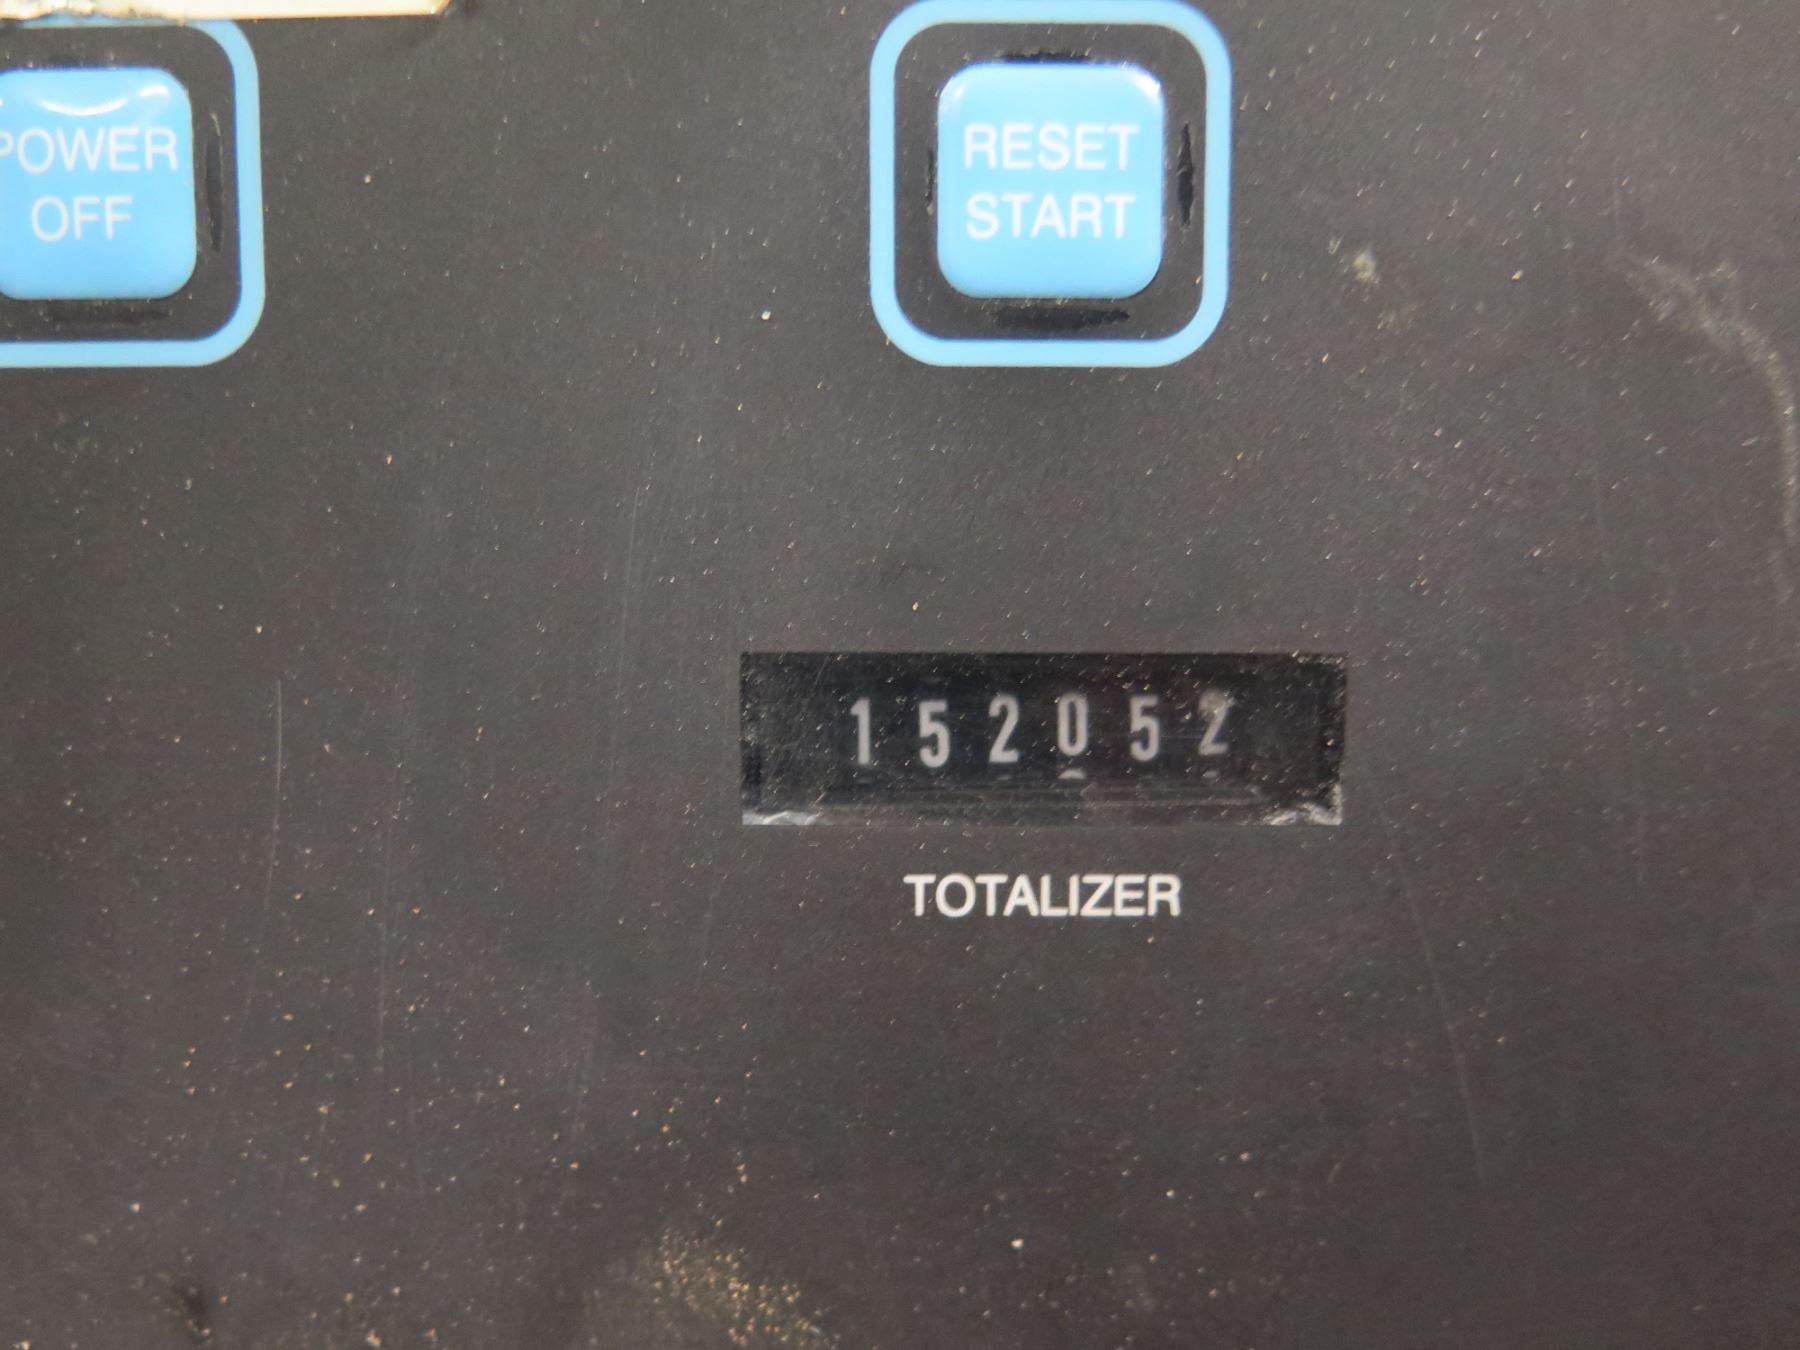 POWER
OFF
RESET
START
152052
TOTALIZER